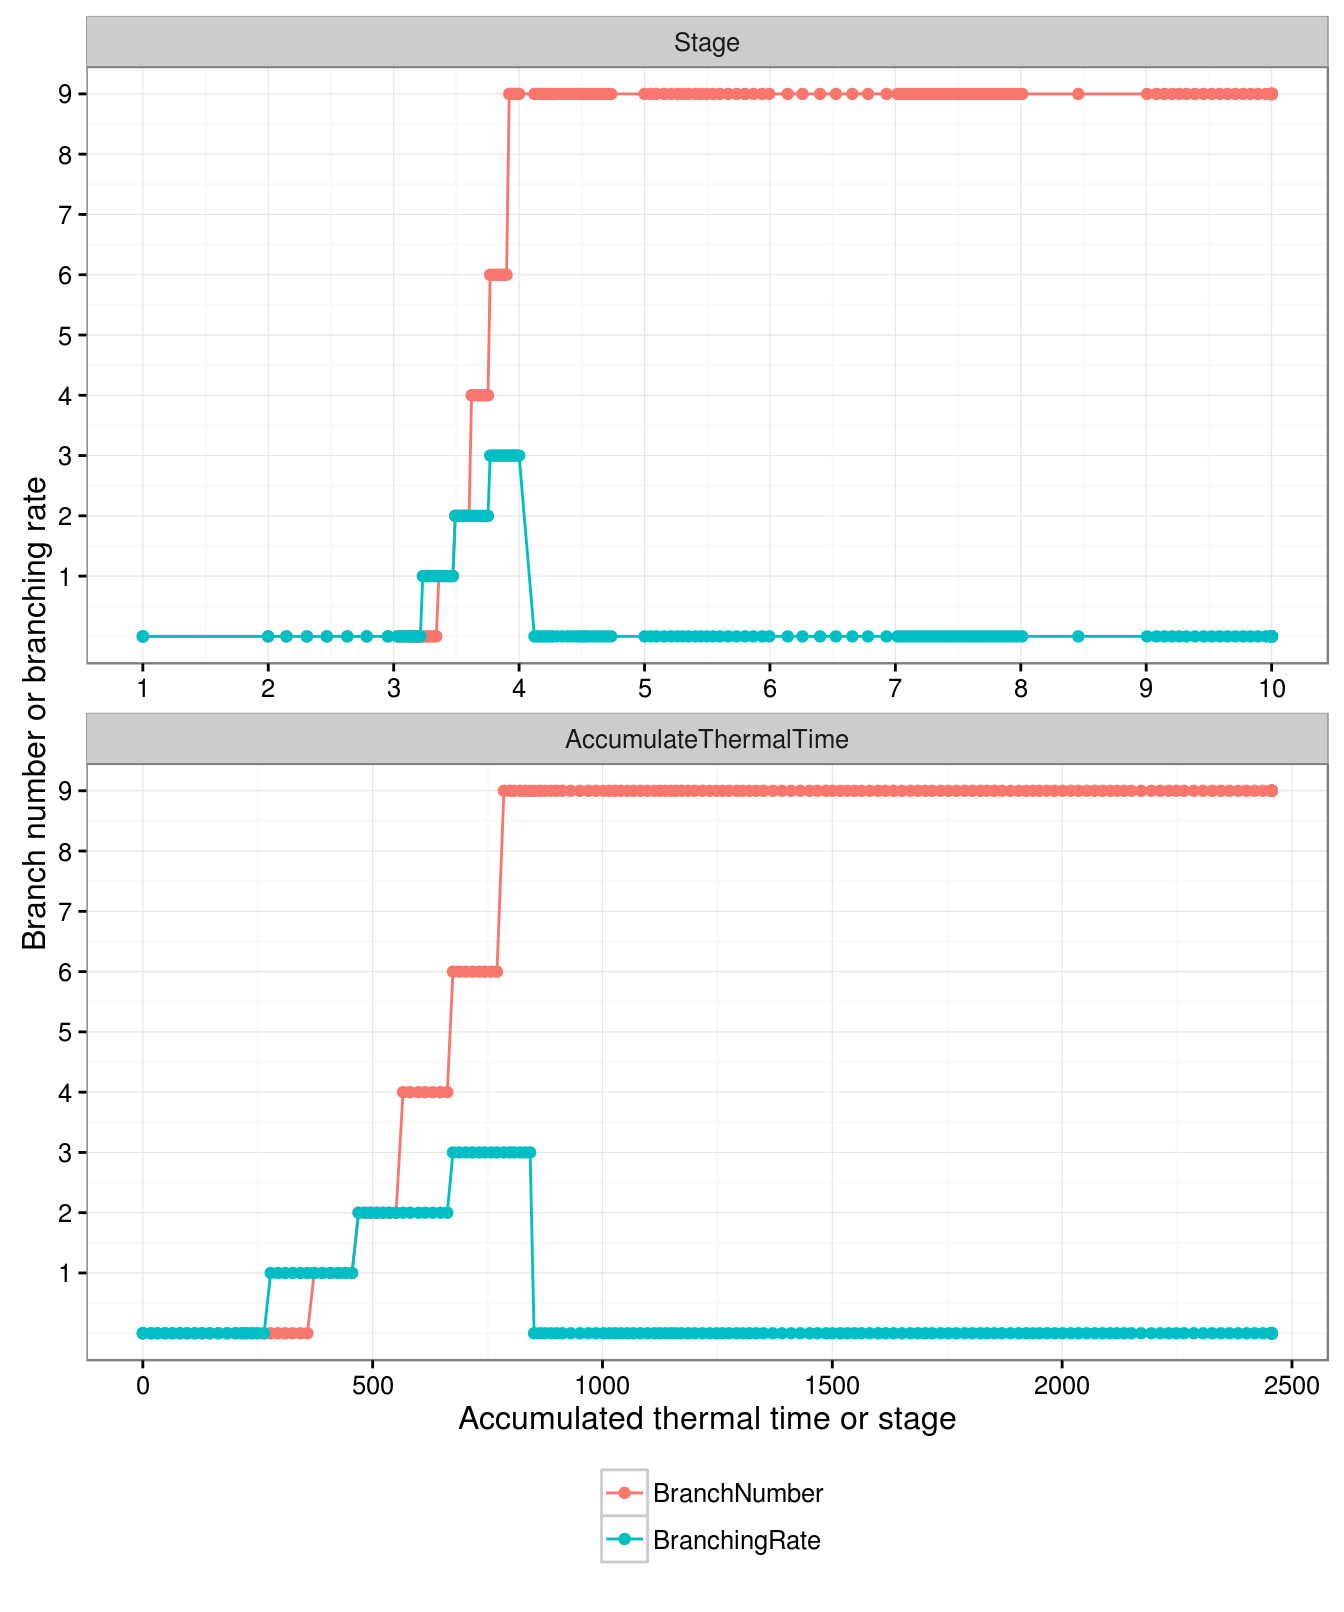 Stage
9
8
7
6
5
4
3
2
1
1 2 3 4 5 6 7 8 9 10
Branch number or branching rate
AccumulateThermalTime
9
8
7
6
5
4
3
2
1
0 500 1000 1500 2000 2500
Accumulated thermal time or stage
BranchNumber
BranchingRate